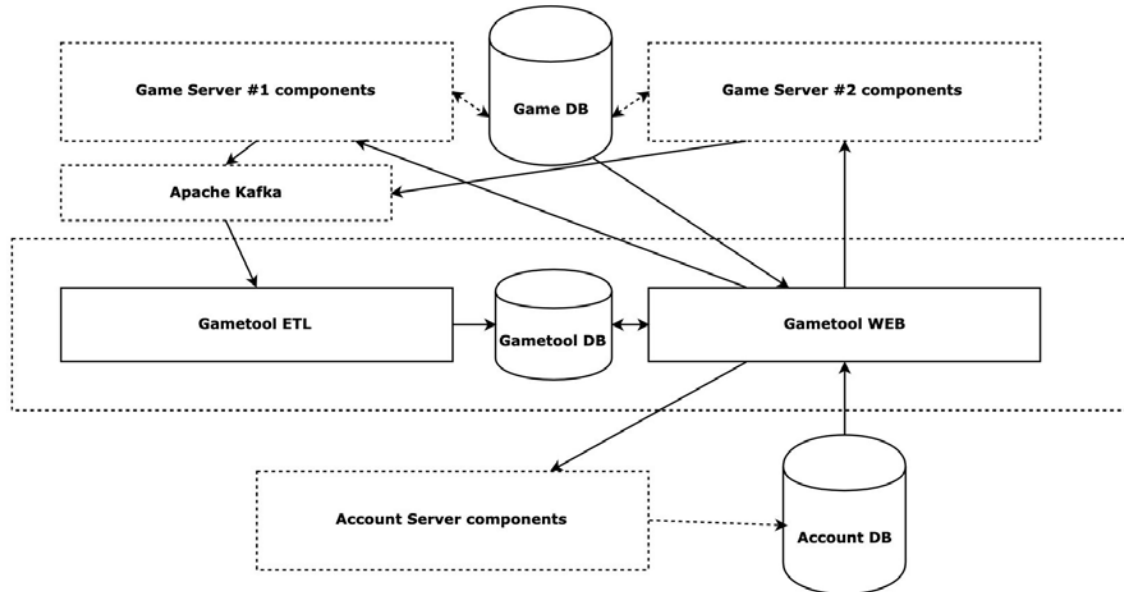 Game Server #1 components
Game DB
Game Server #2 components
Apache Kafka
Gametool ETL
Gametool DB
Gametool WEB
Account Server components
Account DB